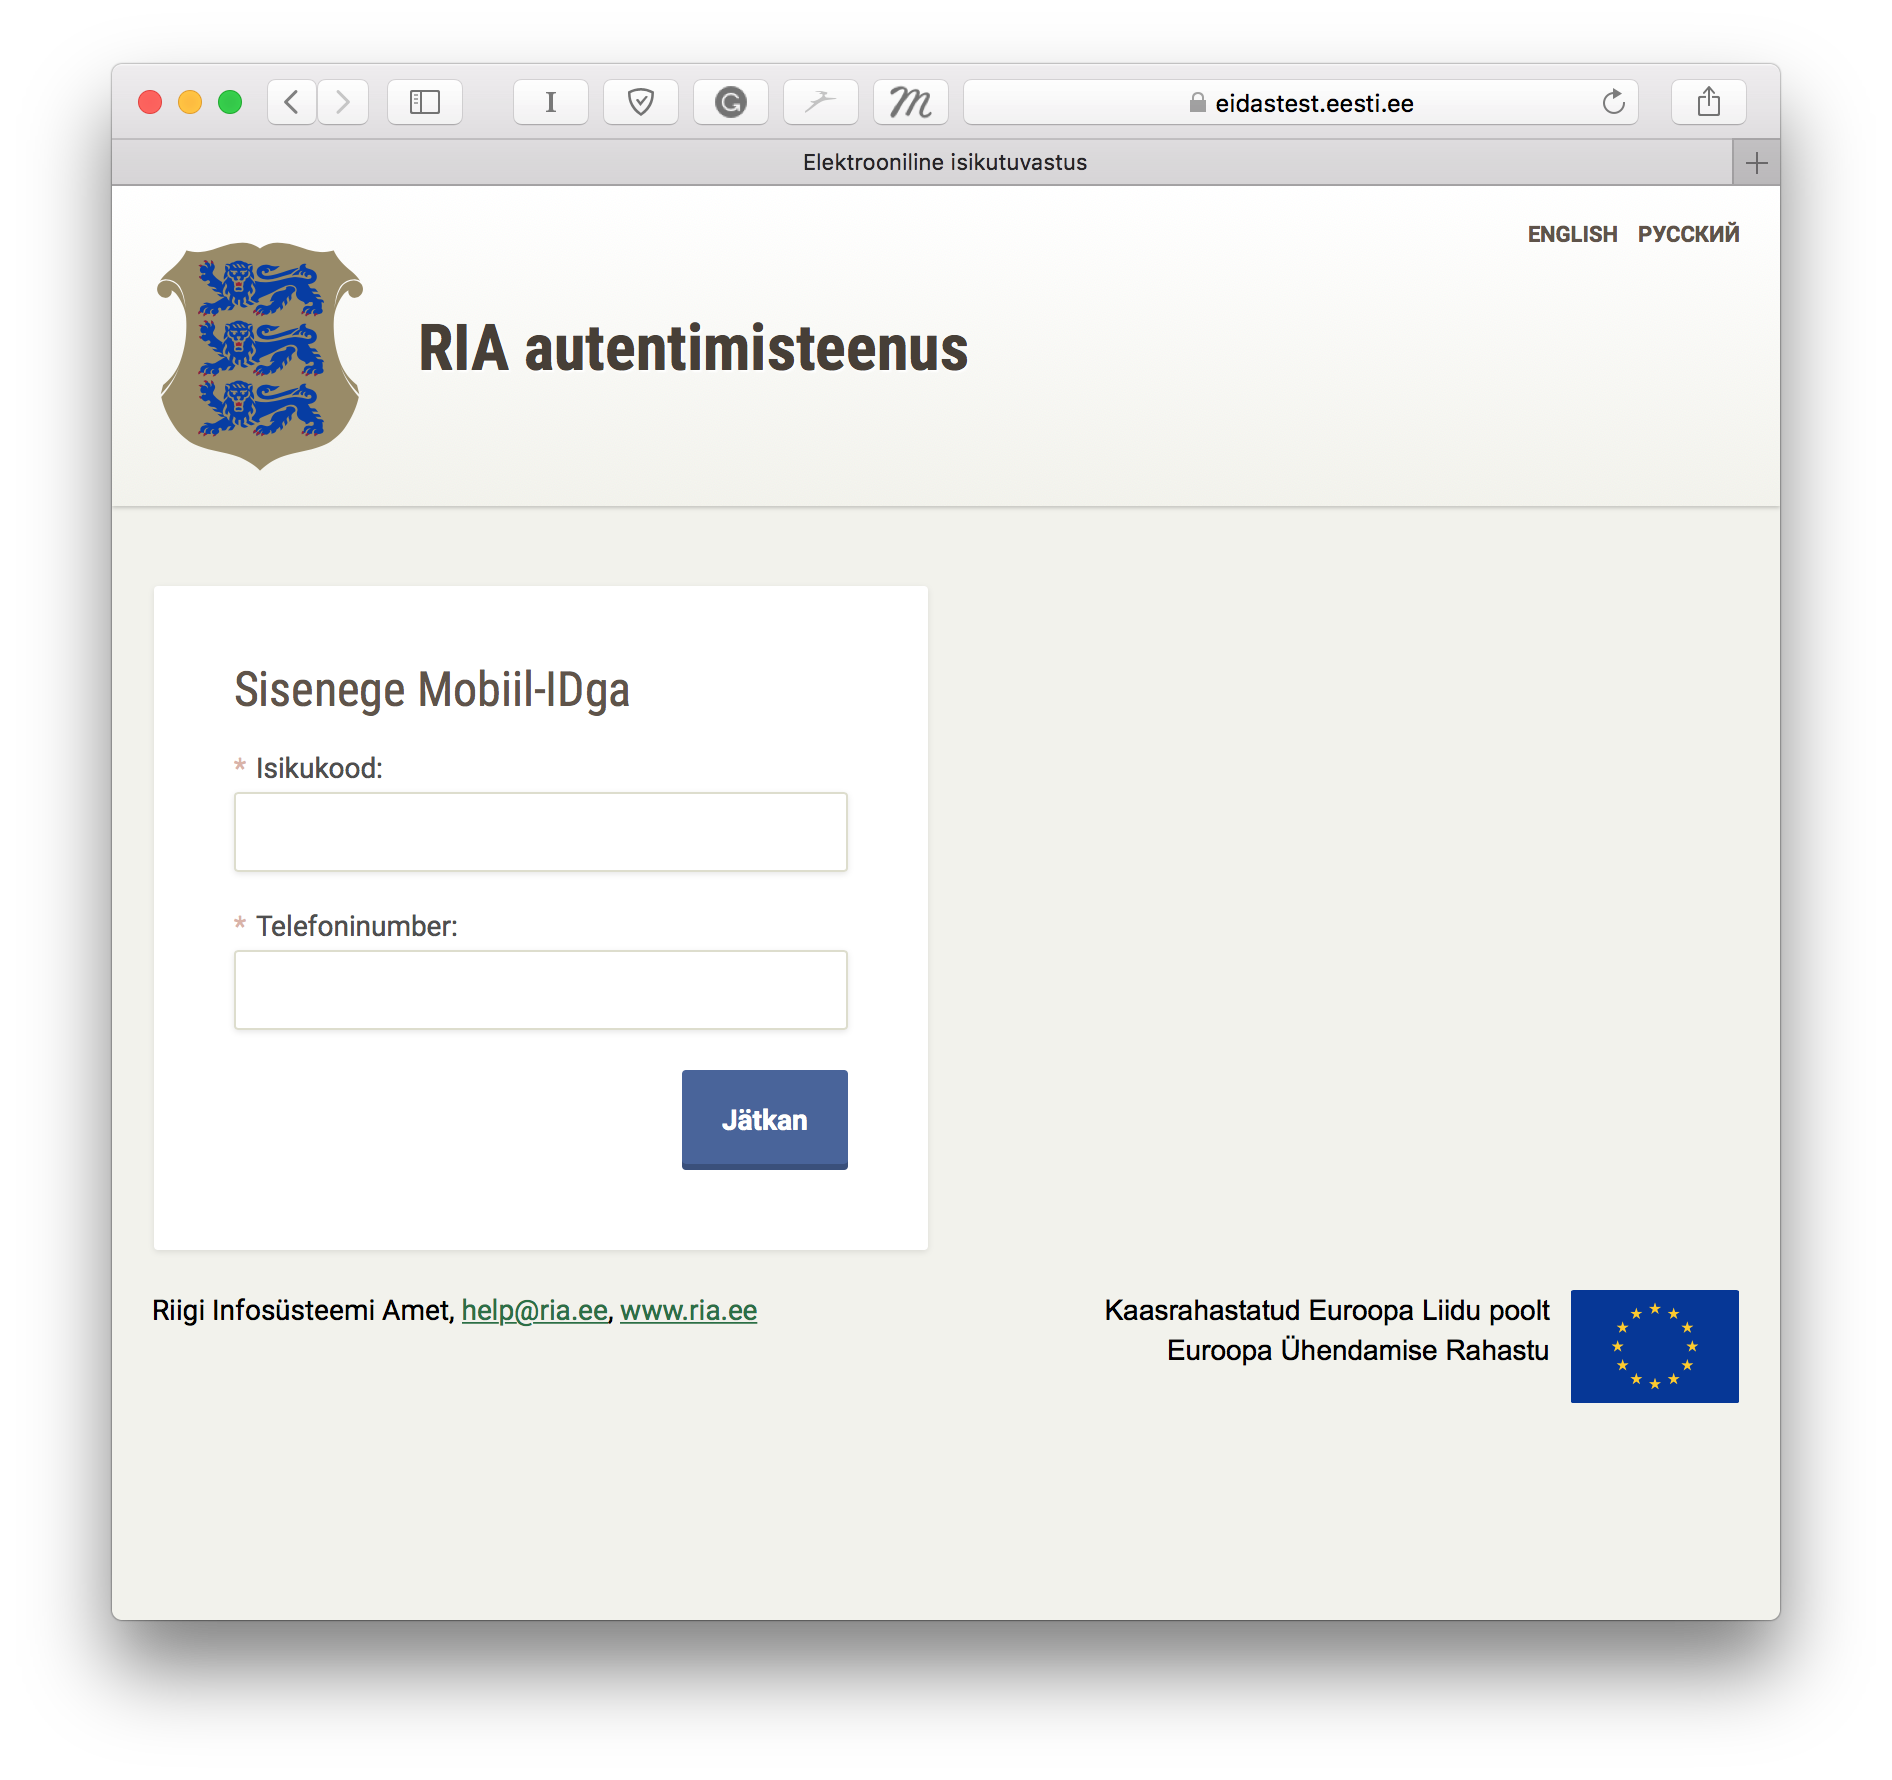 eidastest.eesti.ee
Elektrooniline isikutuvastus
ENGLISH РУССКИЙ
RIA autentimisteenus
Sisenege Mobiil-IDga
* Isikukood:
* Telefoninumber:
Jätkan
Riigi Infosüsteemi Amet, help@ria.ee, www.ria.ee
Kaasrahastatud Euroopa Liidu poolt
Euroopa Ühendamise Rahastu